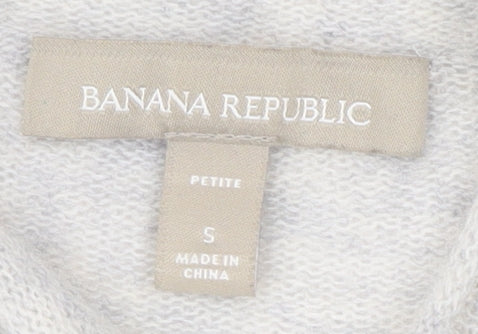 BANANA REPUBLIC
PETITE
S
MADE IN
CHINA